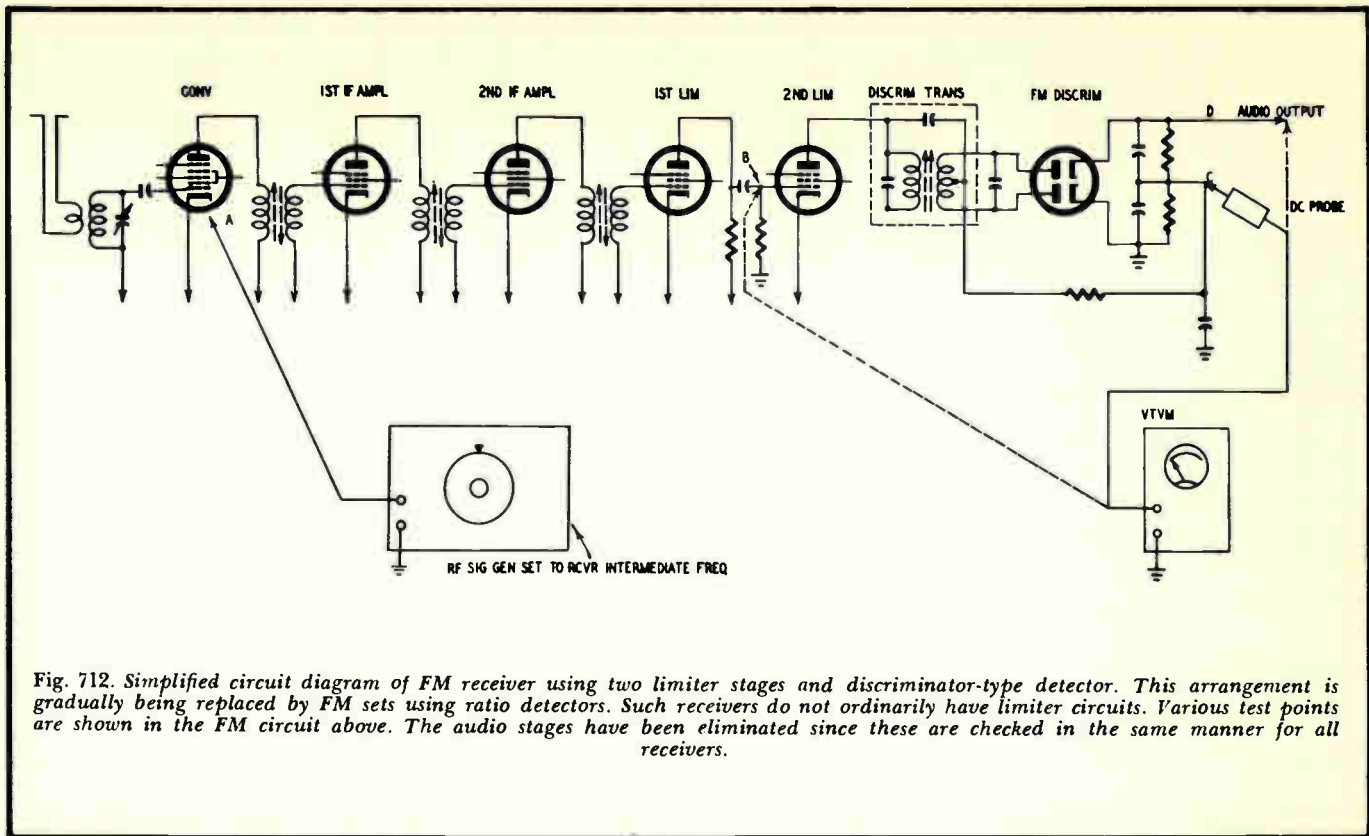 CONV
1ST IF AMPL
2ND IF AMPL
1ST LIM
2ND LIM
DISCRIM TRANS
FM DISCRIM
D AUDIO OUTPUT
B
C
DC PROBE
A
VTVM
RF SIG GEN SET TO RCVR INTERMEDIATE FREQ
Fig. 712. Simplified circuit diagram of FM receiver using two limiter stages and discriminator-type detector. This arrangement is
gradually being replaced by FM sets using ratio detectors. Such receivers do not ordinarily have limiter circuits. Various test points
are shown in the FM circuit above. The audio stages have been eliminated since these are checked in the same manner for all
receivers.